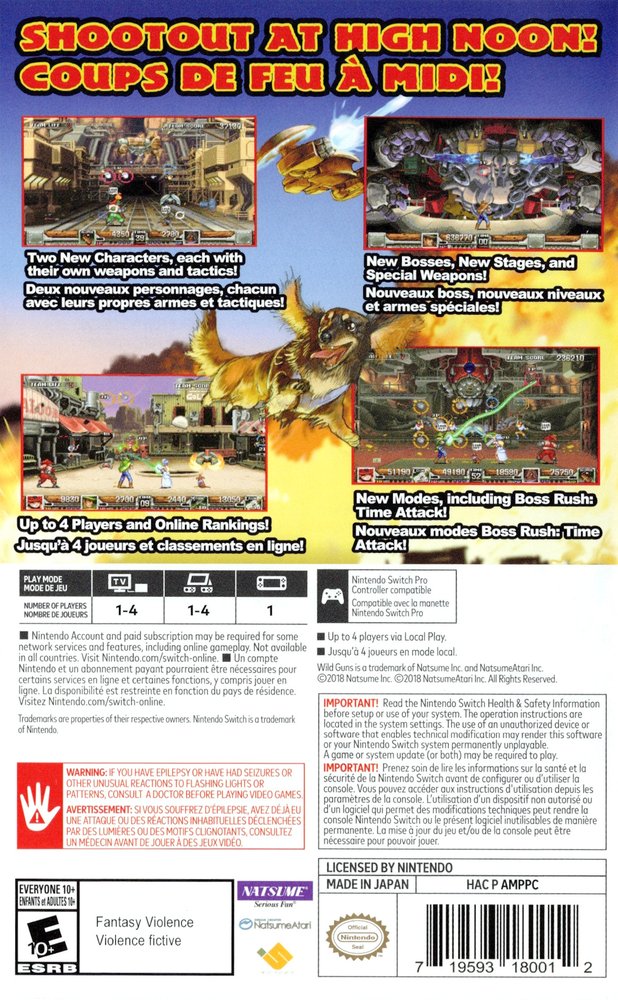 SHOOTOUT AT HIGH NOON!
COUPS DE FEU À MIDI!
Two New Characters, each with
their own weapons and tactics!
Deux nouveaux personnages, chacun
avec leurs propres armes et tactiques!
New Bosses, New Stages, and
Special Weapons!
Nouveaux boss, nouveaux niveaux
et armes spéciales!
TEAM SCORE 236210
Up to 4 Players and Online Rankings!
Jusqu'à 4 joueurs et classements en ligne!
New Modes, including Boss Rush:
Time Attack!
Nouveaux modes Boss Rush: Time
Attack!
PLAY MODE
MODE DE JEU
TV
NUMBER OF PLAYERS
NOMBRE DE JOUEURS
1-4
1-4
1
Nintendo Switch Pro
Controller compatible
Compatible avec la manette
Nintendo Switch Pro
■ Nintendo Account and paid subscription may be required for some
network services and features, including online gameplay. Not available
in all countries. Visit Nintendo.com/switch-online. ■ Un compte
Nintendo et un abonnement payant pourraient être nécessaires pour
certains services en ligne et certaines fonctions, y compris jouer en
ligne. La disponibilité est restreinte en fonction du pays de résidence.
Visitez Nintendo.com/switch-online.
Trademarks are properties of their respective owners. Nintendo Switch is a trademark
of Nintendo.
■ Up to 4 players via Local Play.
■ Jusqu'à 4 joueurs en mode local.
Wild Guns is a trademark of Natsume Inc. and NatsumeAtari Inc.
©2018 Natsume Inc. ©2018 NatsumeAtari Inc. All Rights Reserved.
IMPORTANT! Read the Nintendo Switch Health & Safety Information
before setup or use of your system. The operation instructions are
located in the system settings. The use of an unauthorized device or
software that enables technical modification may render this software
or your Nintendo Switch system permanently unplayable.
A game or system update (or both) may be required to play.
IMPORTANT! Prenez soin de lire les informations sur la santé et la
sécurité de la Nintendo Switch avant de configurer ou d'utiliser la
console. Vous pouvez accéder aux instructions d'utilisation depuis les
paramètres de la console. L'utilisation d'un dispositif non autorisé ou
d'un logiciel qui permet des modifications techniques peut rendre la
console Nintendo Switch ou le présent logiciel inutilisables de manière
permanente. La mise à jour du jeu et/ou de la console peut être
nécessaire pour pouvoir jouer.
WARNING: IF YOU HAVE EPILEPSY OR HAVE HAD SEIZURES OR
OTHER UNUSUAL REACTIONS TO FLASHING LIGHTS OR
PATTERNS, CONSULT A DOCTOR BEFORE PLAYING VIDEO GAMES.
AVERTISSEMENT: SI VOUS SOUFFREZ D'ÉPILEPSIE, AVEZ DÉJÀ EU
UNE ATTAQUE OU DES RÉACTIONS INHABITUELLES DÉCLENCHÉES
PAR DES LUMIÈRES OU DES MOTIFS CLIGNOTANTS, CONSULTEZ
UN MÉDECIN AVANT DE JOUER À DES JEUX VIDÉO.
LICENSED BY NINTENDO
MADE IN JAPAN
HAC P AMPPC
EVERYONE 10+
ENFANTS et ADULTES 10+
E
10+
ESRB
Fantasy Violence
Violence fictive
NATSUME®
Serious Fun®
NatsumeAtari
Official
Nintendo
Seal
7 19593 18001 2